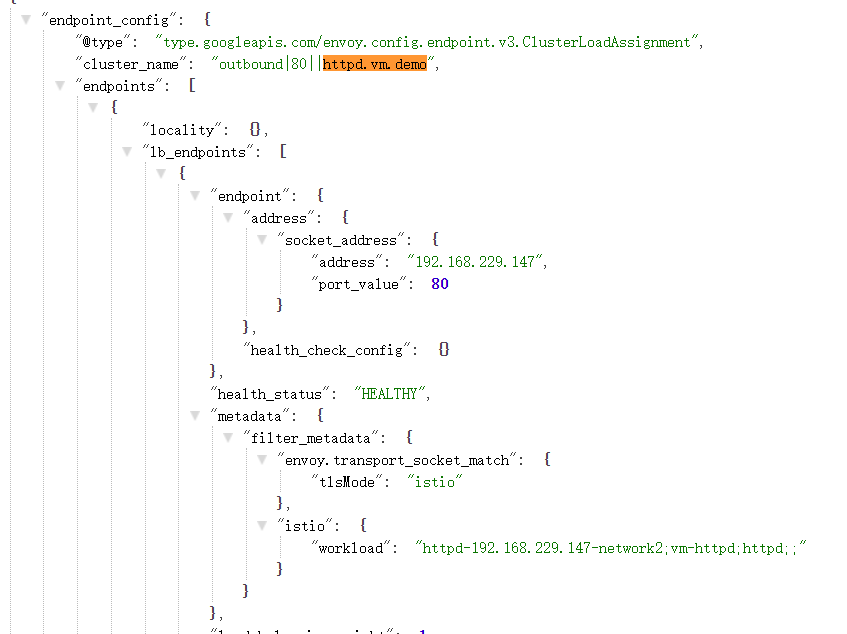 {
"endpoint_config": {
"@type": "type.googleapis.com/envoy.config.endpoint.v3.ClusterLoadAssignment",
"cluster_name": "outbound|80||httpd.vm.demo",
"endpoints": [
{
"locality": {},
"lb_endpoints": [
{
"endpoint": {
"address": {
"socket_address": {
"address": "192.168.229.147",
"port_value": 80
}
},
"health_check_config": {}
},
"health_status": "HEALTHY",
"metadata": {
"filter_metadata": {
"envoy.transport_socket_match": {
"tlsMode": "istio"
},
"istio": {
"workload": "httpd-192.168.229.147-network2;vm-httpd;httpd;;"
}
}
},